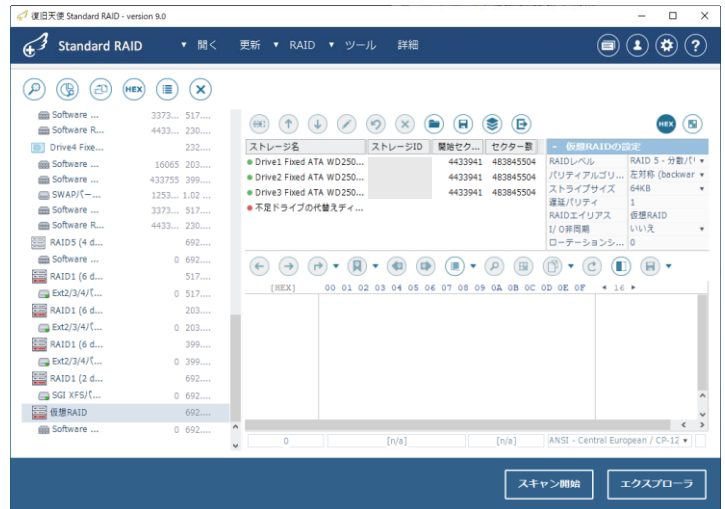 復旧天使 Standard RAID - version 9.0
Standard RAID
開く 更新 RAID ツール 詳細
HEX
Software ... 3373... 517....
Software R... 4433... 230....
Drive4 Fixe... 232....
Software ... 16065 203....
Software ... 433755 399....
SWAPパー... 1253... 1.02 ...
Software ... 3373... 517....
Software R... 4433... 230....
RAID5 (4 d... 692....
Software ... 0 692....
RAID1 (6 d... 517....
Ext2/3/4パ... 0 517....
RAID1 (6 d... 203....
Ext2/3/4パ... 0 203....
RAID1 (6 d... 399....
Ext2/3/4パ... 0 399....
RAID1 (2 d... 692....
SGI XFSパ... 0 692....
仮想RAID 692....
Software ... 0 692....
HEX
ストレージ名 ストレージID 開始セク... セクター数
Drive1 Fixed ATA WD250... 4433941 483845504
Drive2 Fixed ATA WD250... 4433941 483845504
Drive3 Fixed ATA WD250... 4433941 483845504
不足ドライブの代替えディ...
- 仮想RAIDの設定
RAIDレベル RAID 5 - 分散パリ
パリティアルゴリ... 左対称 (backwar
ストライプサイズ 64KB
遅延パリティ 1
RAIDエイリアス 仮想RAID
I/O非同期 いいえ
ローテーションシ... 0
[HEX] 00 01 02 03 04 05 06 07 08 09 0A 0B 0C 0D 0E 0F 16
0 [n/a] [n/a] ANSI - Central European / CP-12
スキャン開始 エクスプローラ